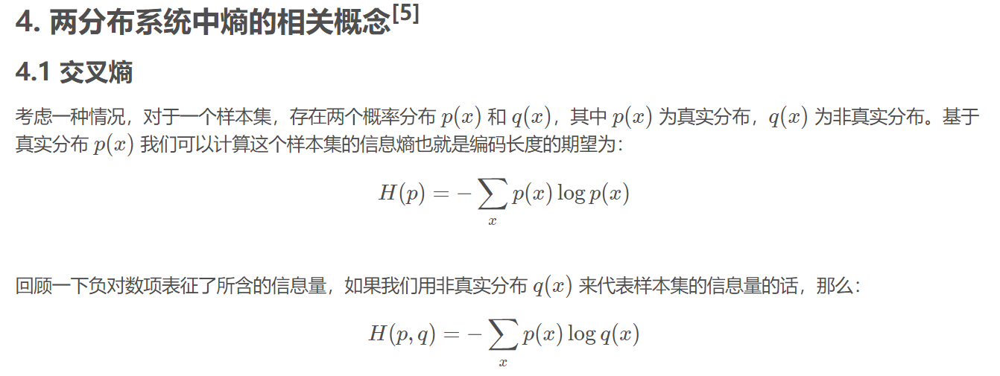 4. 两分布系统中熵的相关概念[5]
4.1 交叉熵
考虑一种情况，对于一个样本集，存在两个概率分布 p(x) 和 q(x)，其中 p(x) 为真实分布，q(x) 为非真实分布。基于
真实分布 p(x) 我们可以计算这个样本集的信息熵也就是编码长度的期望为：
H(p) = − ∑ p(x) log p(x)
x
回顾一下负对数项表征了所含的信息量，如果我们用非真实分布 q(x) 来代表样本集的信息量的话，那么：
H(p, q) = − ∑ p(x) log q(x)
x